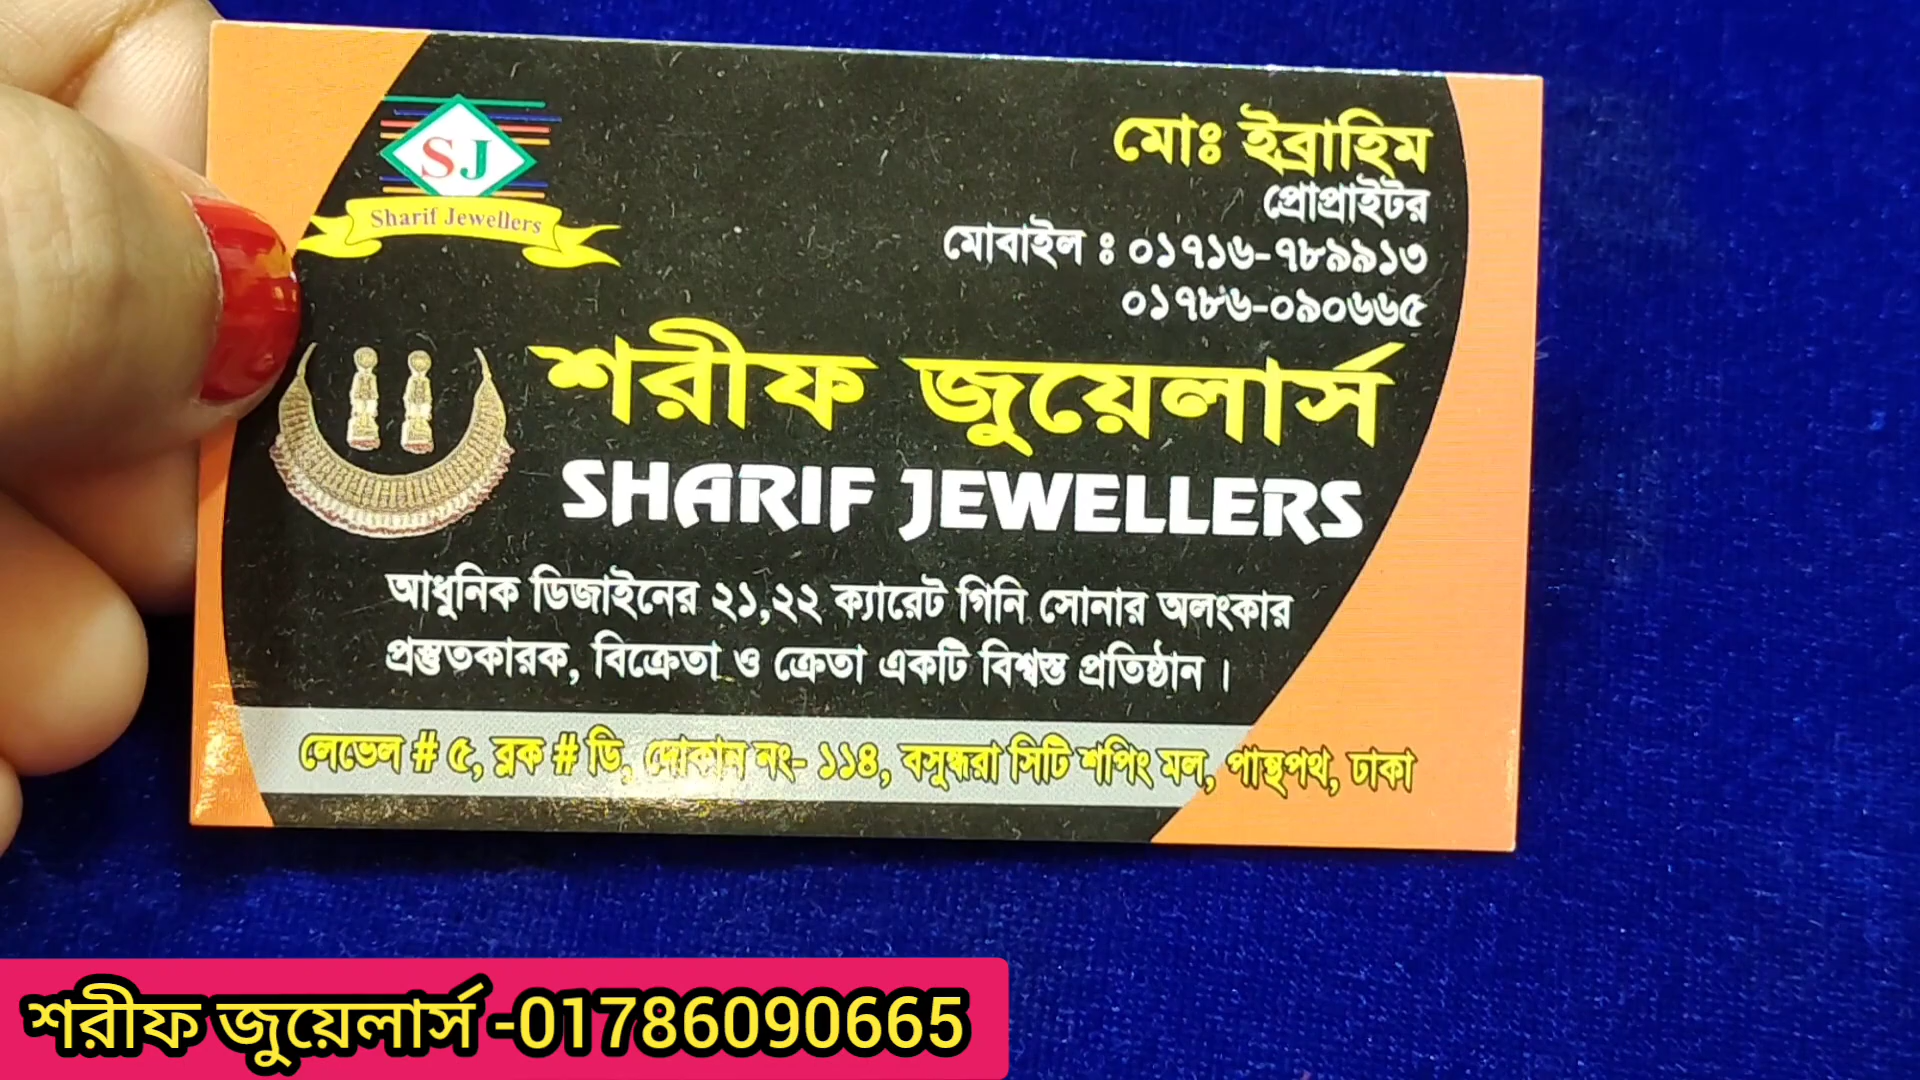 SJ
Sharif Jewellers
মোঃ ইব্রাহিম
প্রোপ্রাইটর
মোবাইল ঃ ০১৭১৬-৭৮৯৯১৩
০১৭৮৬-০৯০৬৬৫
শরীফ জুয়েলার্স
SHARIF JEWELLERS
আধুনিক ডিজাইনের ২১,২২ ক্যারেট গিনি সোনার অলংকার
প্রস্তুতকারক, বিক্রেতা ও ক্রেতা একটি বিশ্বস্ত প্রতিষ্ঠান।
লেভেল # ৫, ব্লক # ডি, দোকান নং- ১১৪, বসুন্ধরা সিটি শপিং মল, পান্থপথ, ঢাকা
শরীফ জুয়েলার্স -01786090665